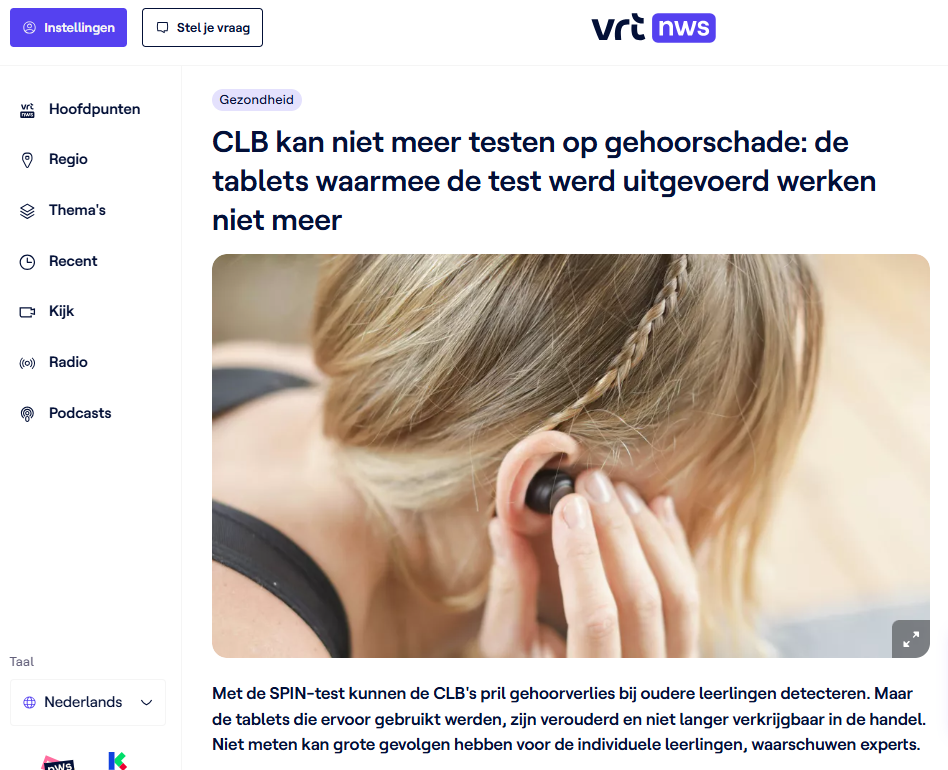 Instellingen
Stel je vraag
vrt nws
vrt
nws
Hoofdpunten
Regio
Thema's
Recent
Kijk
Radio
Podcasts
Taal
Nederlands
nws
Gezondheid
CLB kan niet meer testen op gehoorschade: de
tablets waarmee de test werd uitgevoerd werken
niet meer
Met de SPIN-test kunnen de CLB's pril gehoorverlies bij oudere leerlingen detecteren. Maar
de tablets die ervoor gebruikt werden, zijn verouderd en niet langer verkrijgbaar in de handel.
Niet meten kan grote gevolgen hebben voor de individuele leerlingen, waarschuwen experts.